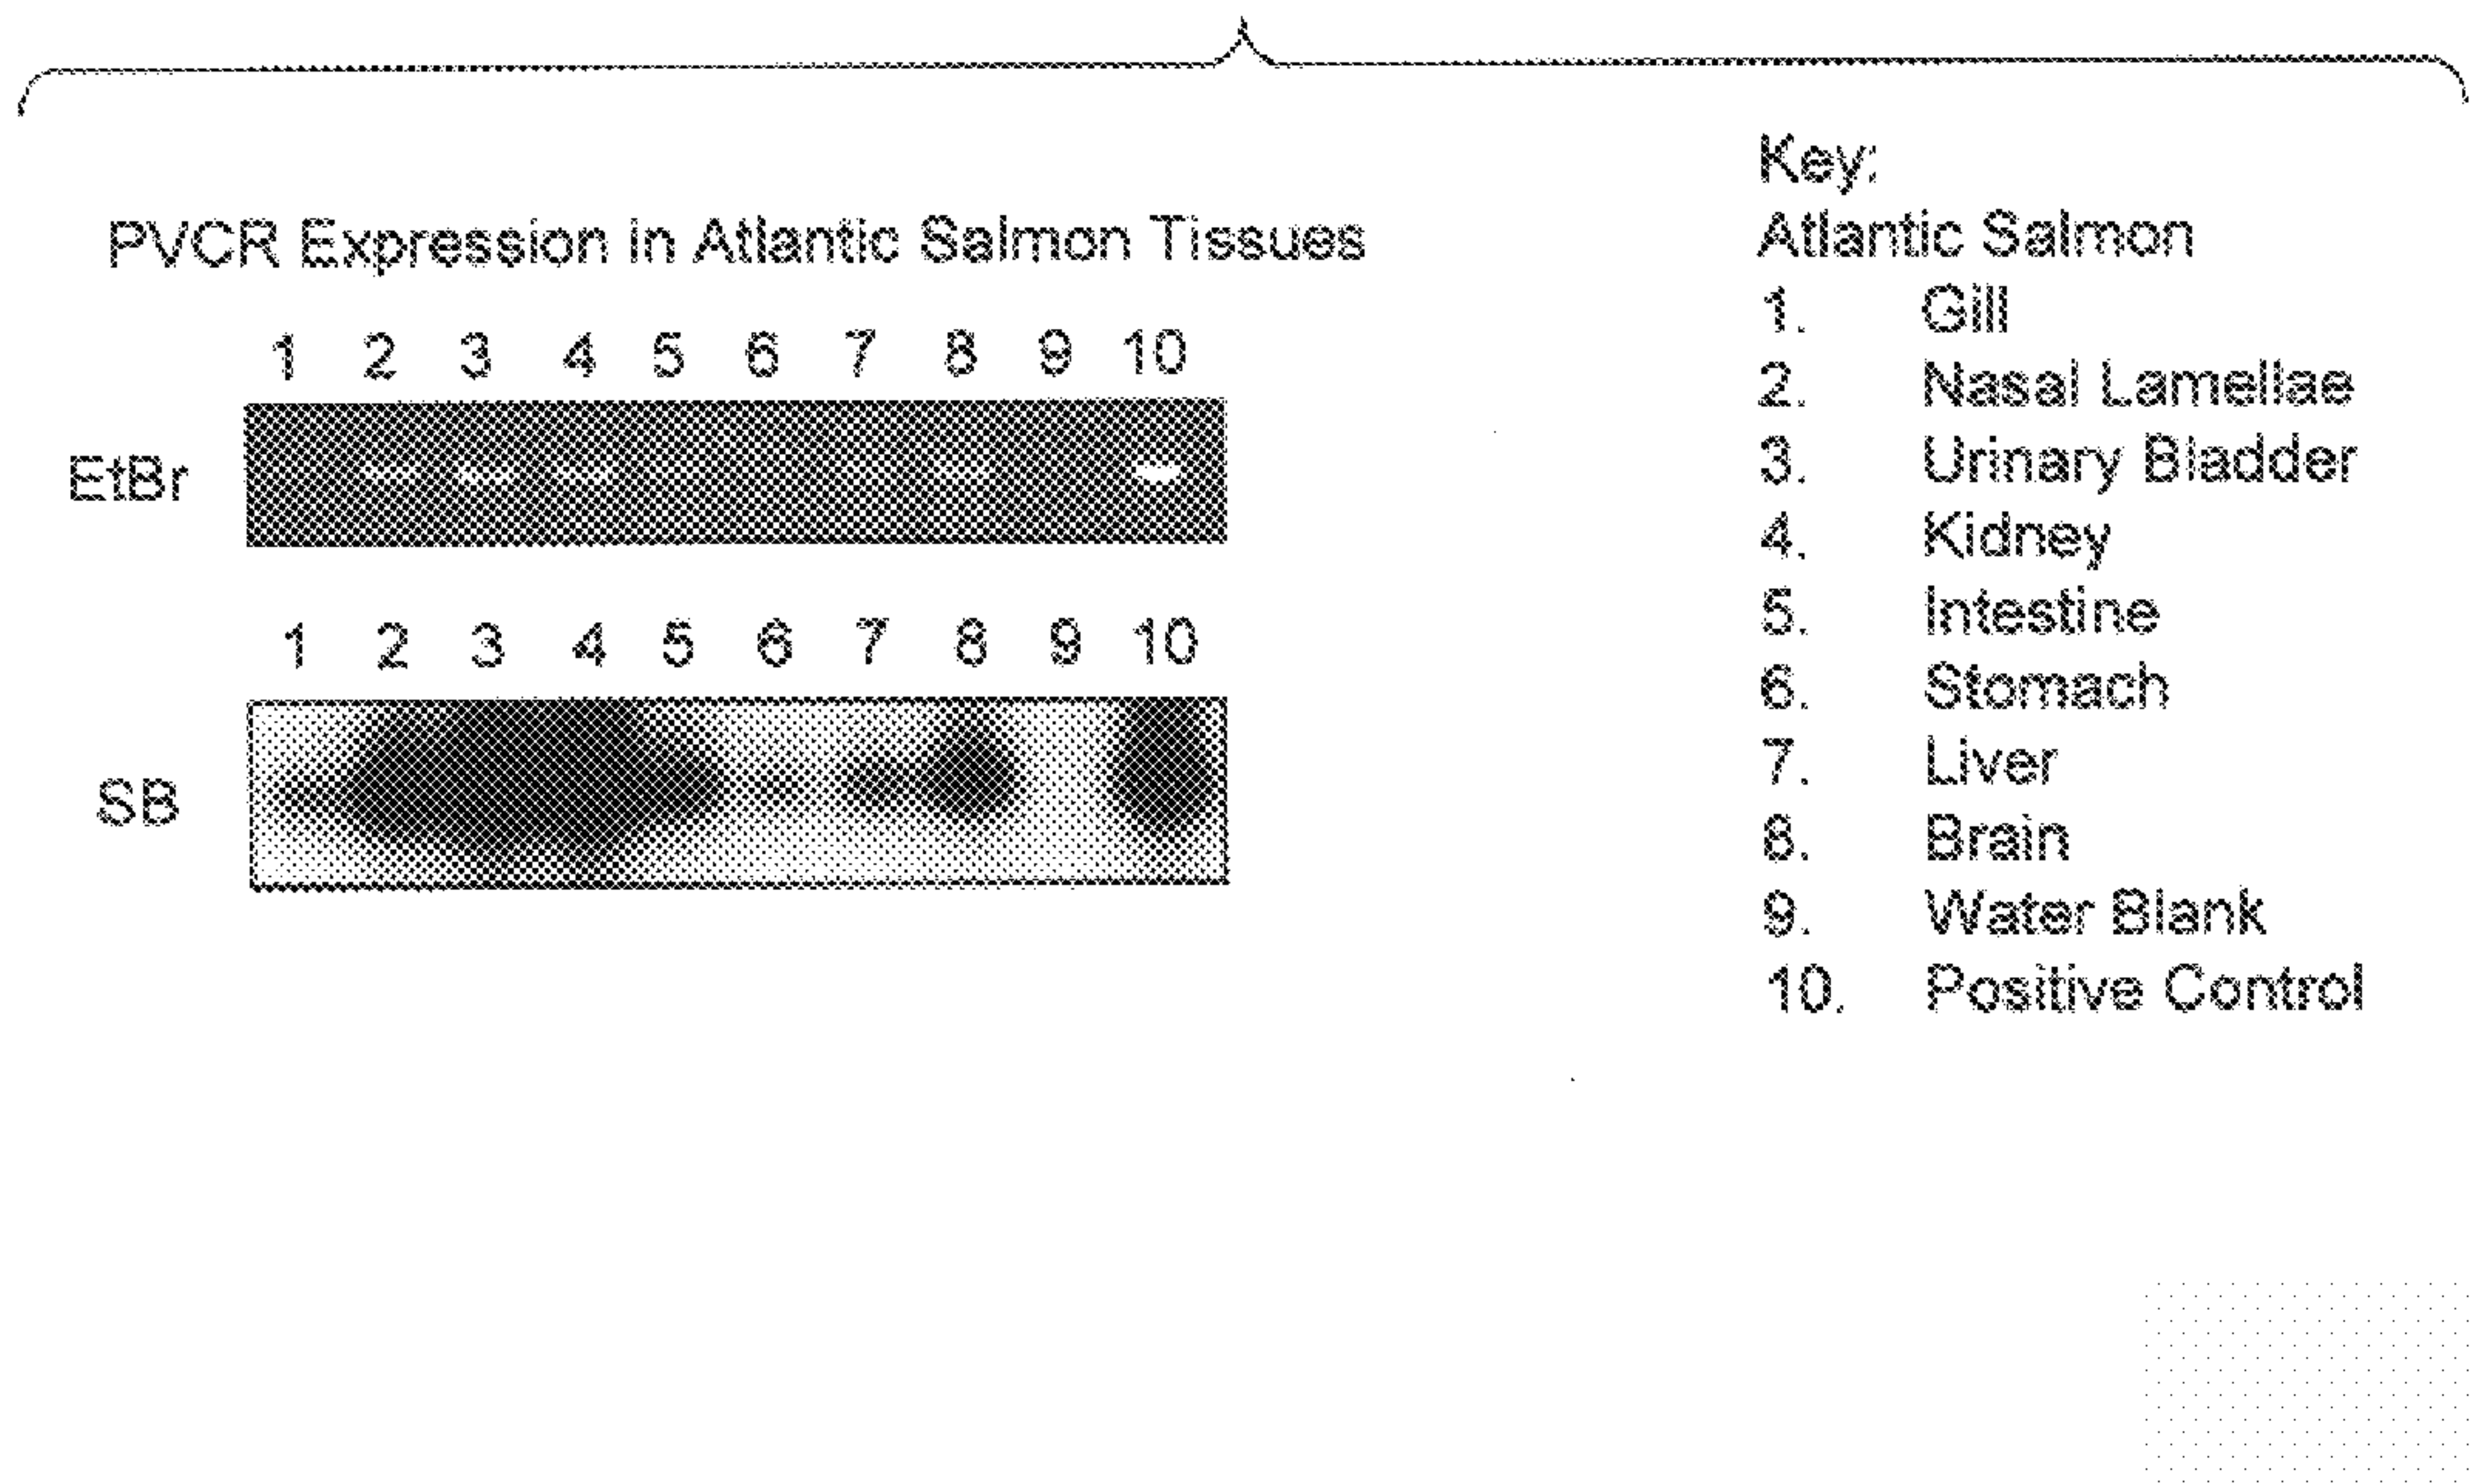 PVCR Expression in Atlantic Salmon Tissues
1 2 3 4 5 6 7 8 9 10
EtBr
1 2 3 4 5 6 7 8 9 10
SB
Key:
Atlantic Salmon
1. Gill
2. Nasal Lamellae
3. Urinary Bladder
4. Kidney
5. Intestine
6. Stomach
7. Liver
8. Brain
9. Water Blank
10. Positive Control